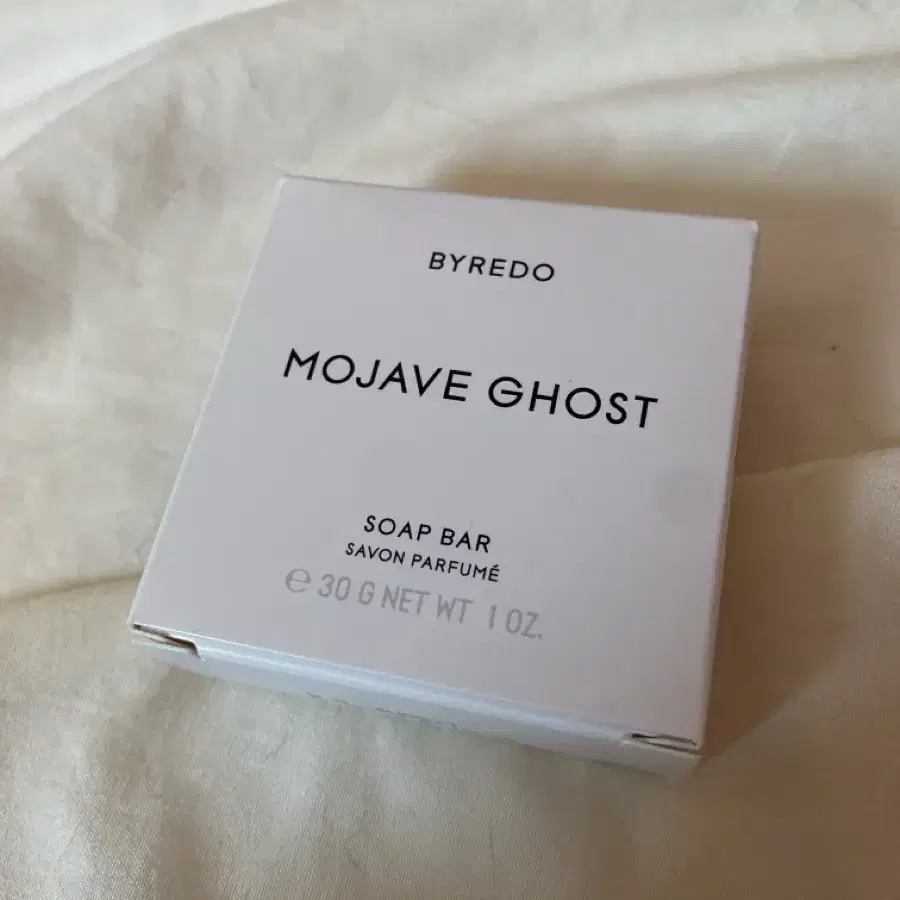 BYREDO
MOJAVE GHOST
SOAP BAR
SAVON PARFUMÉ
℮ 30 G NET WT 1 OZ.